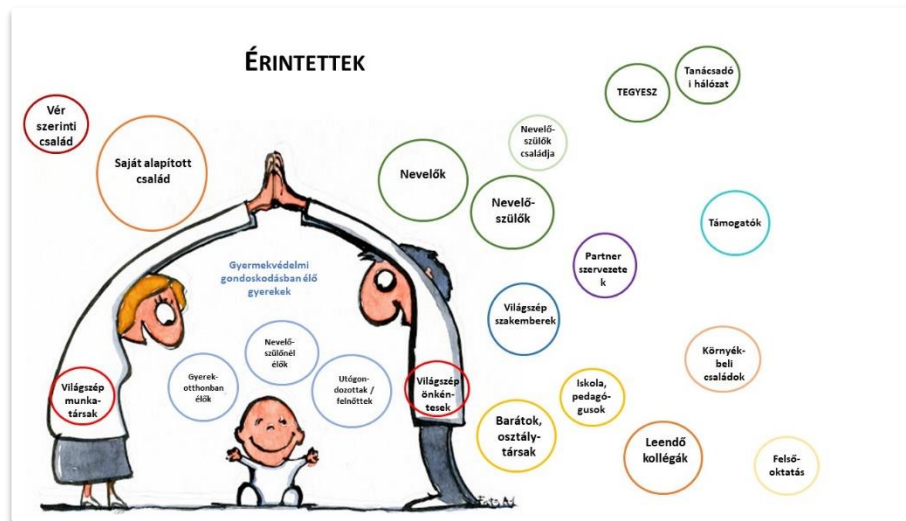 ÉRINTETTEK
Vér
szerinti
család
Saját alapított
család
Nevelők
Nevelő-
szülők
családja
Nevelő-
szülők
TEGYESZ
Tanácsadó
i hálózat
Támogatók
Partner
szervezete
k
Gyermekvédelmi
gondoskodásban élő
gyerekek
Világszép
szakemberek
Nevelő-
szülőnél
élők
Gyerek-
otthonban
élők
Utógon-
dozottak /
felnőttek
Világszép
munka-
társak
Világszép
önkén-
tesek
Környék-
beli
családok
Iskola,
pedagó-
gusok
Barátok,
osztály-
társak
Leendő
kollégák
Felső-
oktatás